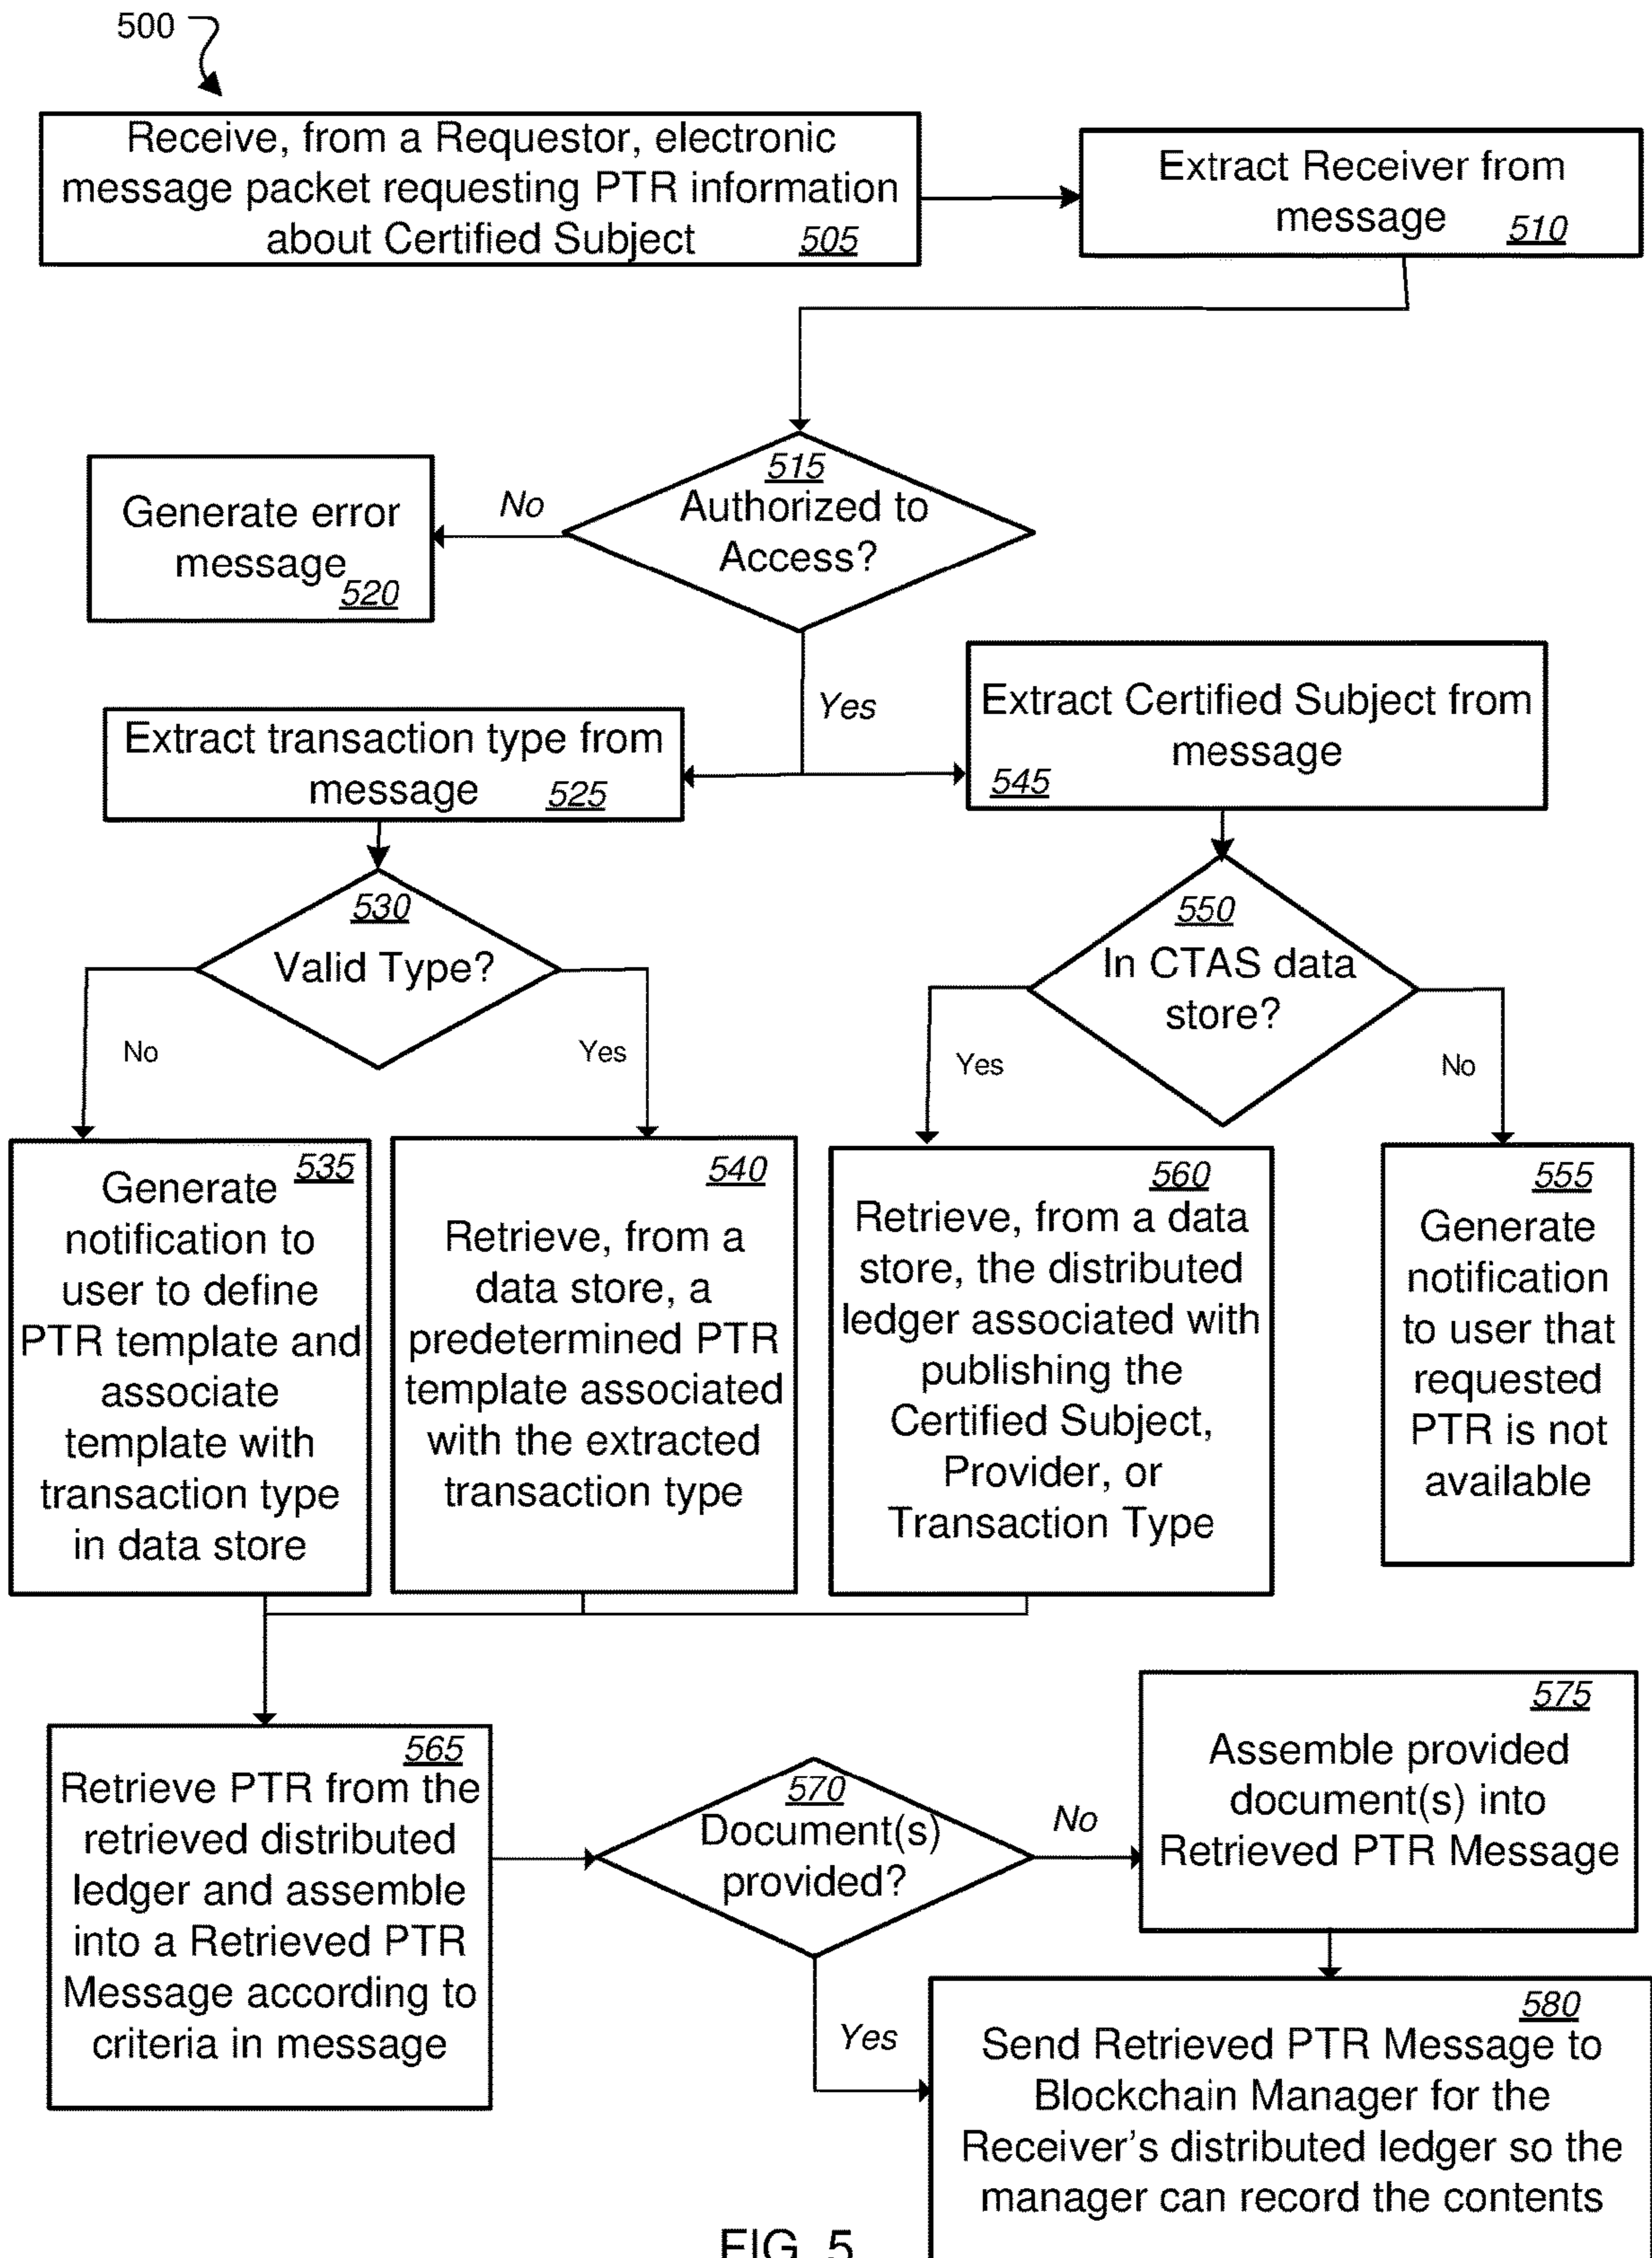 500
Receive, from a Requestor, electronic
message packet requesting PTR information
about Certified Subject 505
Extract Receiver from
message 510
515
Authorized to
Access?
No
Generate error
message
520
Yes
Extract transaction type from
message 525
Extract Certified Subject from
message
545
530
Valid Type?
No
Yes
550
In CTAS data
store?
Yes
No
535
Generate
notification to
user to define
PTR template and
associate
template with
transaction type
in data store
540
Retrieve, from a
data store, a
predetermined PTR
template associated
with the extracted
transaction type
560
Retrieve, from a data
store, the distributed
ledger associated with
publishing the
Certified Subject,
Provider, or
Transaction Type
555
Generate
notification
to user that
requested
PTR is not
available
565
Retrieve PTR from the
retrieved distributed
ledger and assemble
into a Retrieved PTR
Message according to
criteria in message
570
Document(s)
provided?
No
Yes
575
Assemble provided
document(s) into
Retrieved PTR Message
580
Send Retrieved PTR Message to
Blockchain Manager for the
Receiver's distributed ledger so the
manager can record the contents
FIG. 5